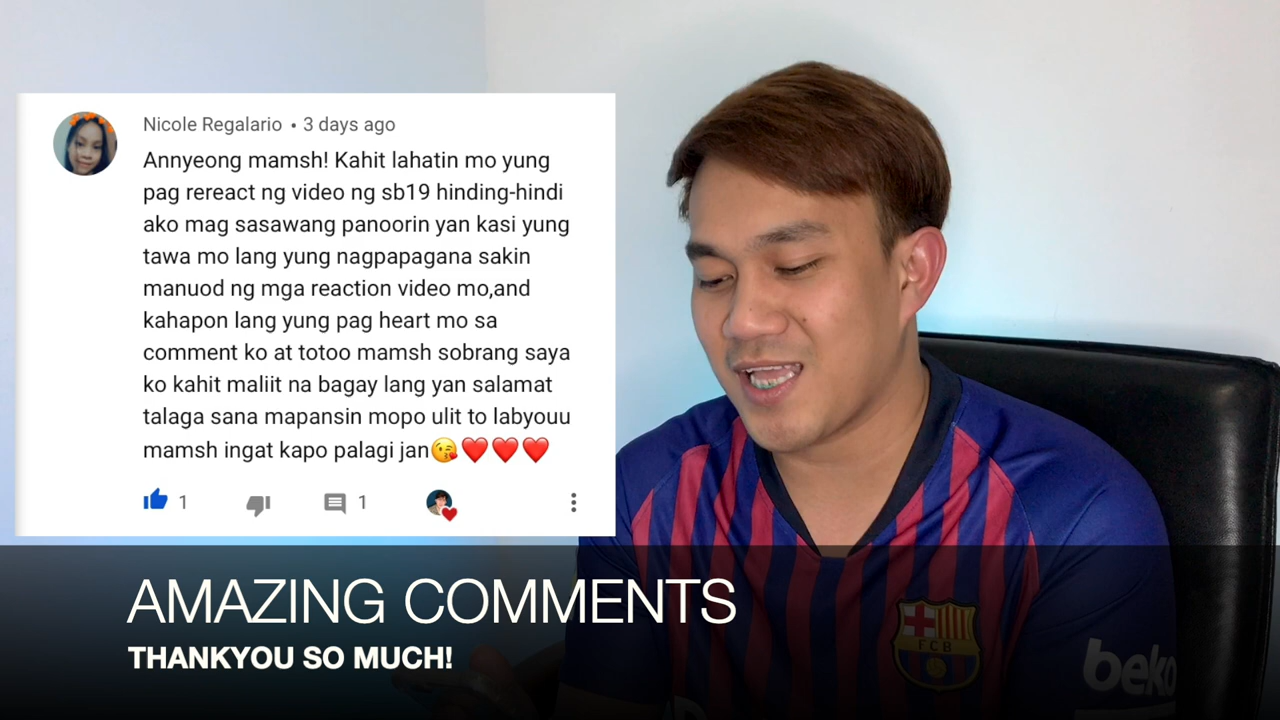 Nicole Regalario • 3 days ago
Annyeong mamsh! Kahit lahatin mo yung
pag rereact ng video ng sb19 hinding-hindi
ako mag sasawang panoorin yan kasi yung
tawa mo lang yung nagpapagana sakin
manuod ng mga reaction video mo,and
kahapon lang yung pag heart mo sa
comment ko at totoo mamsh sobrang saya
ko kahit maliit na bagay lang yan salamat
talaga sana mapansin mopo ulit to labyouu
mamsh ingat kapo palagi jan😘❤️❤️❤️
1
1
AMAZING COMMENTS
THANKYOU SO MUCH!
FCB
beko